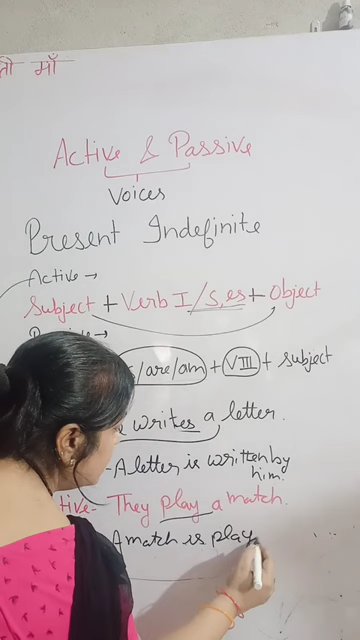 माँ
Active & Passive
Voices
Present Indefinite
Active →
Subject + Verb I/s,es + Object
/are/am + VIII + subject
writes a letter.
- A letter is written by
him.
They play a match.
A match is play